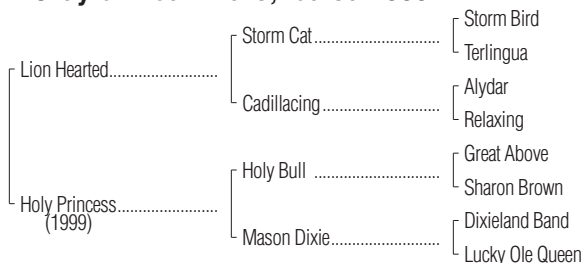 Storm Bird
Storm Cat
Terlingua
Lion Hearted
Alydar
Cadillacing
Relaxing
Great Above
Holy Bull
Sharon Brown
Holy Princess
(1999)
Dixieland Band
Mason Dixie
Lucky Ole Queen